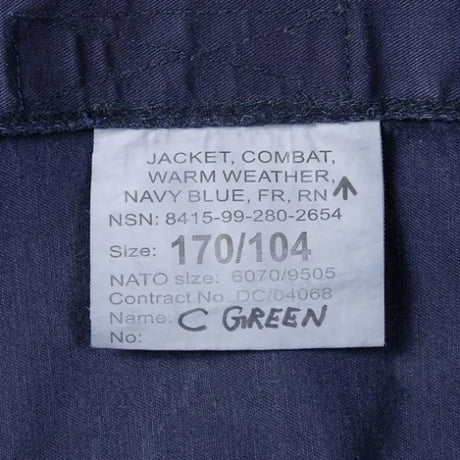 JACKET, COMBAT,
WARM WEATHER,
NAVY BLUE, FR, RN
NSN: 8415-99-280-2654
Size: 170/104
NATO size: 6070/9505
Contract No. DC/04068
Name: C GREEN
No: